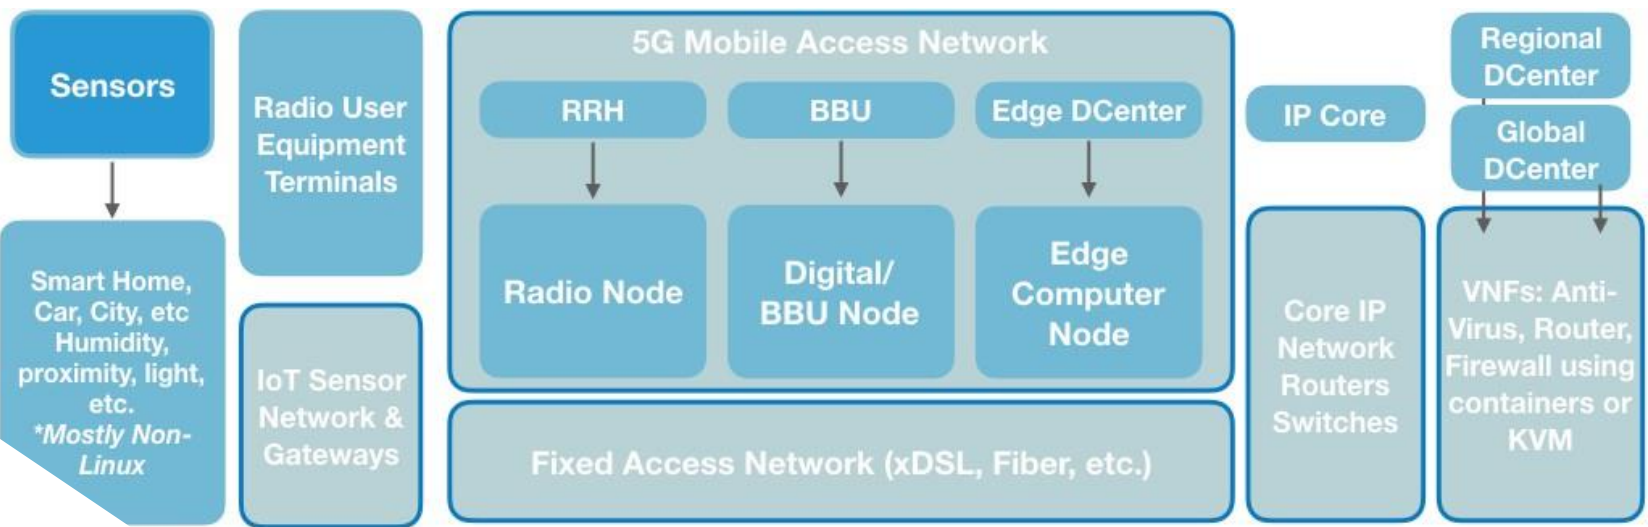 Sensors
Smart Home,
Car, City, etc
Humidity,
proximity, light,
etc.
*Mostly Non-
Linux
Radio User
Equipment
Terminals
IoT Sensor
Network &
Gateways
5G Mobile Access Network
RRH
BBU
Edge DCenter
Radio Node
Digital/
BBU Node
Edge
Computer
Node
Fixed Access Network (xDSL, Fiber, etc.)
IP Core
Core IP
Network
Routers
Switches
Regional
DCenter
Global
DCenter
VNFs: Anti-
Virus, Router,
Firewall using
containers or
KVM